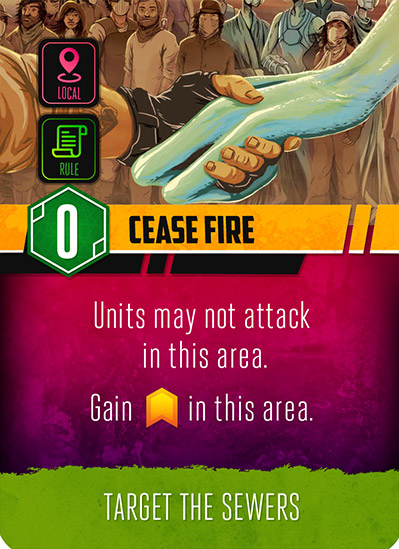 LOCAL
RULE
0
CEASE FIRE
Units may not attack
in this area.
Gain in this area.
TARGET THE SEWERS